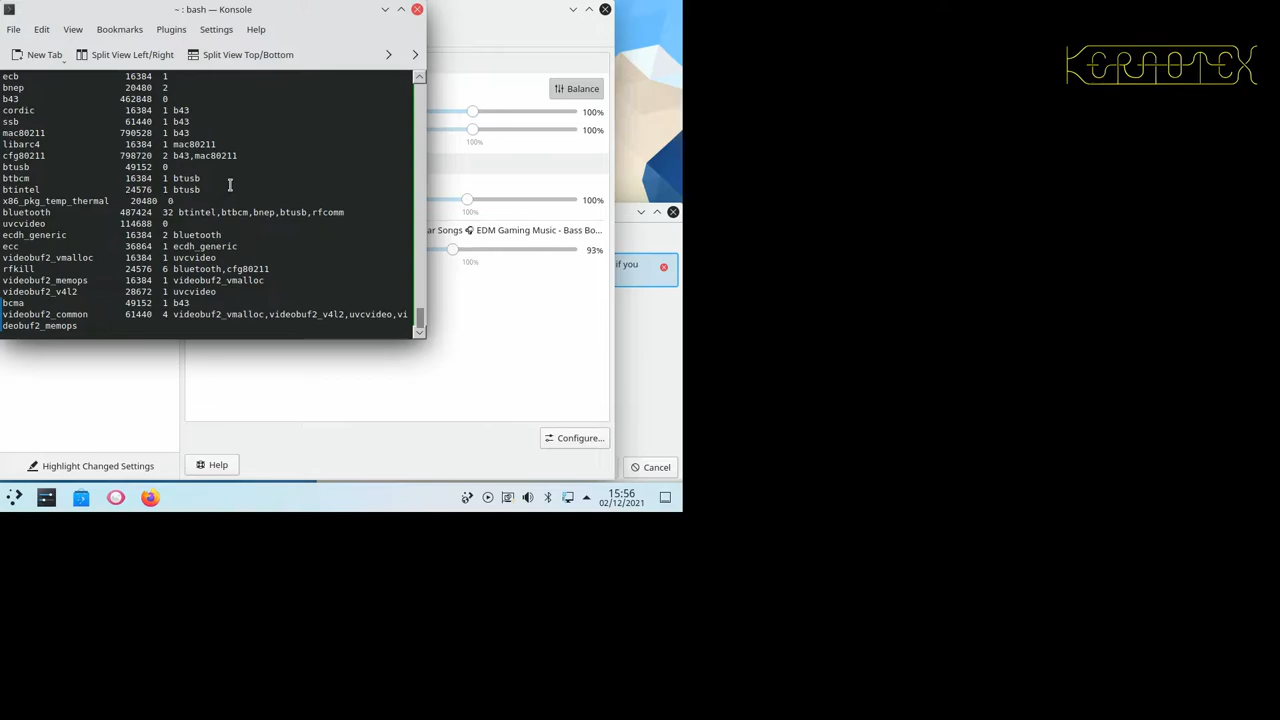 ~ : bash — Konsole
File Edit View Bookmarks Plugins Settings Help
New Tab Split View Left/Right Split View Top/Bottom
ecb 16384 1
bnep 20480 2
b43 462848 0
cordic 16384 1 b43
ssb 61440 1 b43
mac80211 790528 1 b43
libarc4 16384 1 mac80211
cfg80211 798720 2 b43,mac80211
btusb 49152 0
btbcm 16384 1 btusb
btintel 24576 1 btusb
x86_pkg_temp_thermal 20480 0
bluetooth 487424 32 btintel,btbcm,bnep,btusb,rfcomm
uvcvideo 114688 0
ecdh_generic 16384 2 bluetooth
ecc 36864 1 ecdh_generic
videobuf2_vmalloc 16384 1 uvcvideo
rfkill 24576 6 bluetooth,cfg80211
videobuf2_memops 16384 1 videobuf2_vmalloc
videobuf2_v4l2 28672 1 uvcvideo
bcma 49152 1 b43
videobuf2_common 61440 4 videobuf2_vmalloc,videobuf2_v4l2,uvcvideo,vi
deobuf2_memops
Balance
100%
100%
100%
100%
100%
ar Songs 🎧 EDM Gaming Music - Bass Bo...
93%
100%
if you
Configure...
Highlight Changed Settings
Help
Cancel
15:56
02/12/2021
KERNOTEX